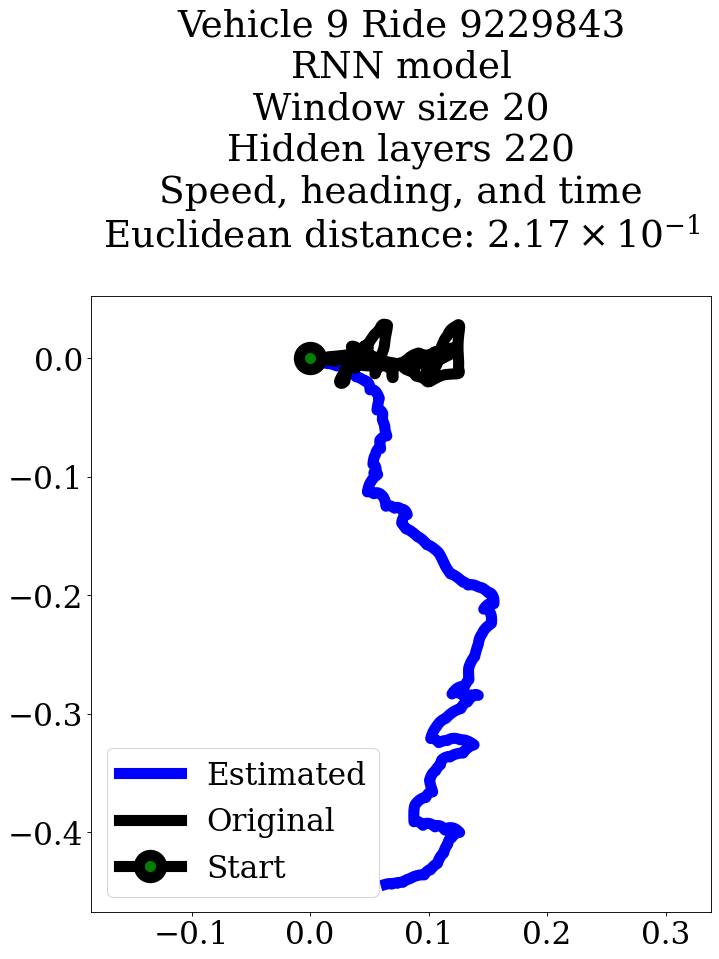 Vehicle 9 Ride 9229843
RNN model
Window size 20
Hidden layers 220
Speed, heading, and time
Euclidean distance: 2.17 × 10⁻¹
0.0
−0.1
−0.2
−0.3
−0.4
Estimated
Original
Start
−0.1 0.0 0.1 0.2 0.3